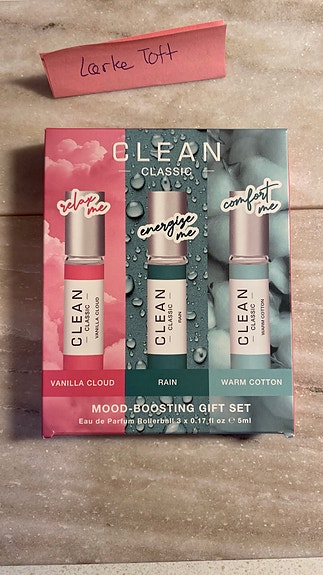 Lærke Toft
CLEAN
CLASSIC
relax me
energize me
comfort me
CLEAN
CLASSIC
VANILLA CLOUD
CLEAN
CLASSIC
RAIN
CLEAN
CLASSIC
WARM COTTON
VANILLA CLOUD
RAIN
WARM COTTON
MOOD-BOOSTING GIFT SET
Eau de Parfum Rollerball 3 x 0.17 fl oz ℮ 5ml